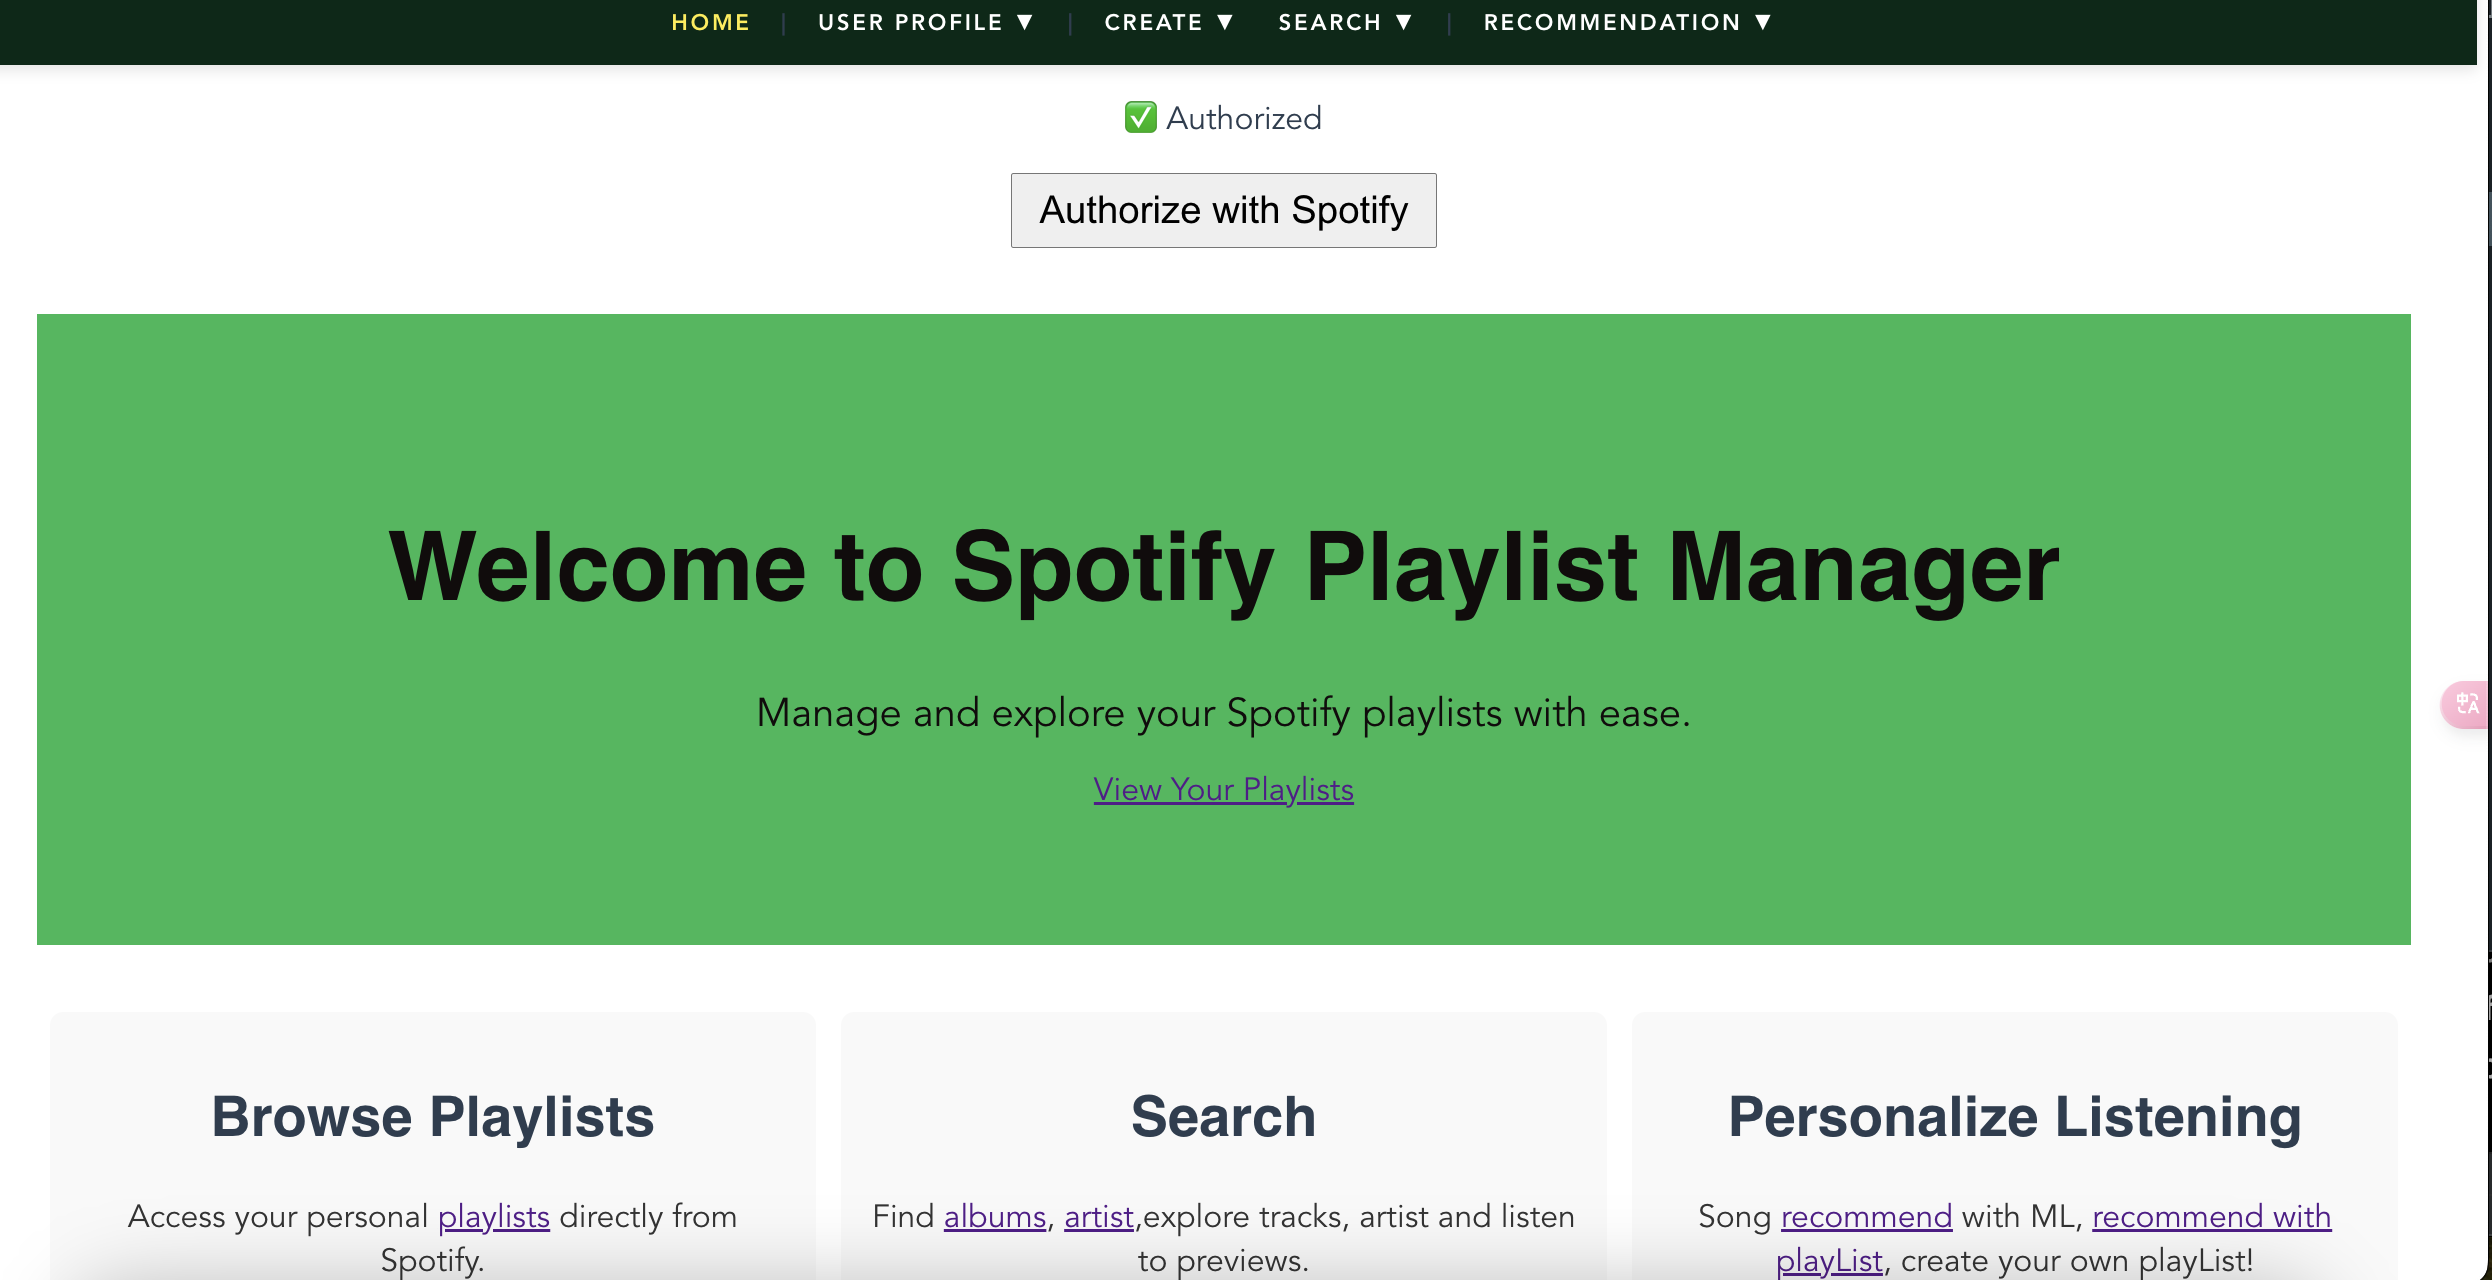 HOME | USER PROFILE ▼ | CREATE ▼ SEARCH ▼ | RECOMMENDATION ▼
✅ Authorized
Authorize with Spotify
Welcome to Spotify Playlist Manager
Manage and explore your Spotify playlists with ease.
View Your Playlists
Browse Playlists
Access your personal playlists directly from
Spotify.
Search
Find albums, artist,explore tracks, artist and listen
to previews.
Personalize Listening
Song recommend with ML, recommend with
playList, create your own playList!